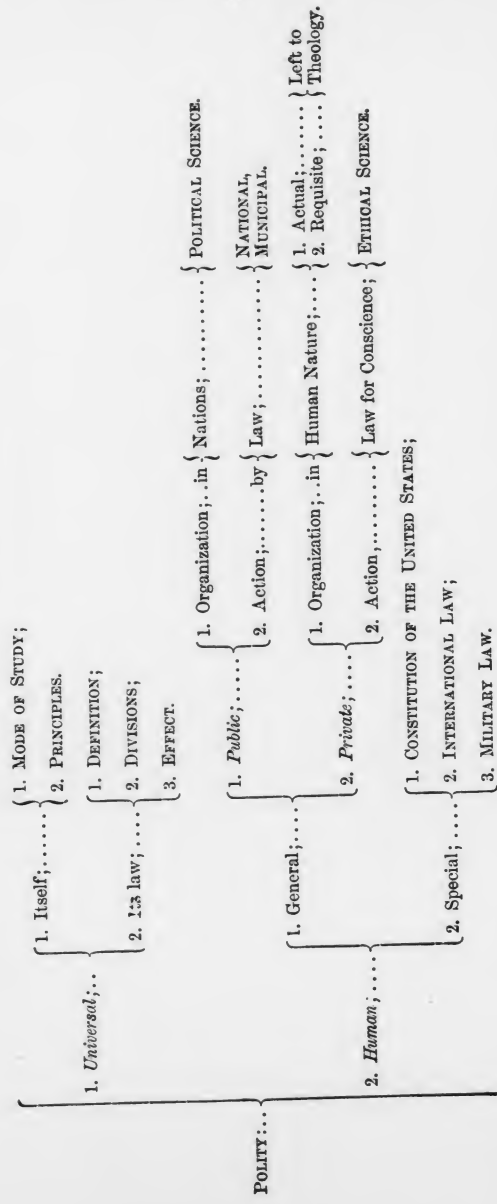 POLITY:..
1. Universal;..
1. Itself;......
1. MODE OF STUDY;
2. PRINCIPLES.
2. Its law;....
1. DEFINITION;
2. DIVISIONS;
3. EFFECT.
2. Human;....
1. General;....
1. Public;....
1. Organization;..in
Nations;..........
POLITICAL SCIENCE.
2. Action;......by
Law;.............
NATIONAL,
MUNICIPAL.
2. Private;....
1. Organization;..in
Human Nature;....
1. Actual;.......
2. Requisite;....
Left to
Theology.
2. Action,........
Law for Conscience;
ETHICAL SCIENCE.
2. Special;....
1. CONSTITUTION OF THE UNITED STATES;
2. INTERNATIONAL LAW;
3. MILITARY LAW.